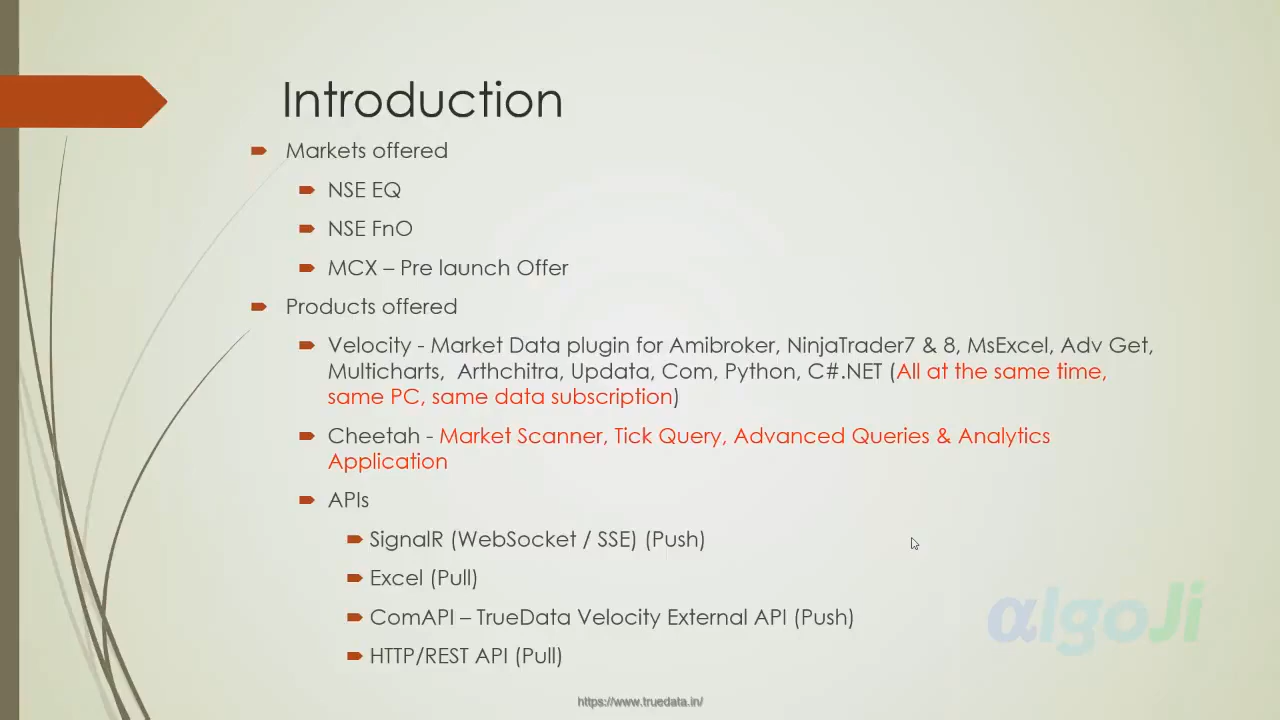 Introduction
Markets offered
NSE EQ
NSE FnO
MCX – Pre launch Offer
Products offered
Velocity - Market Data plugin for Amibroker, NinjaTrader7 & 8, MsExcel, Adv Get,
Multicharts, Arthchitra, Updata, Com, Python, C#.NET (All at the same time,
same PC, same data subscription)
Cheetah - Market Scanner, Tick Query, Advanced Queries & Analytics
Application
APIs
SignalR (WebSocket / SSE) (Push)
Excel (Pull)
ComAPI – TrueData Velocity External API (Push)
HTTP/REST API (Pull)
αlgoJi
https://www.truedata.in/